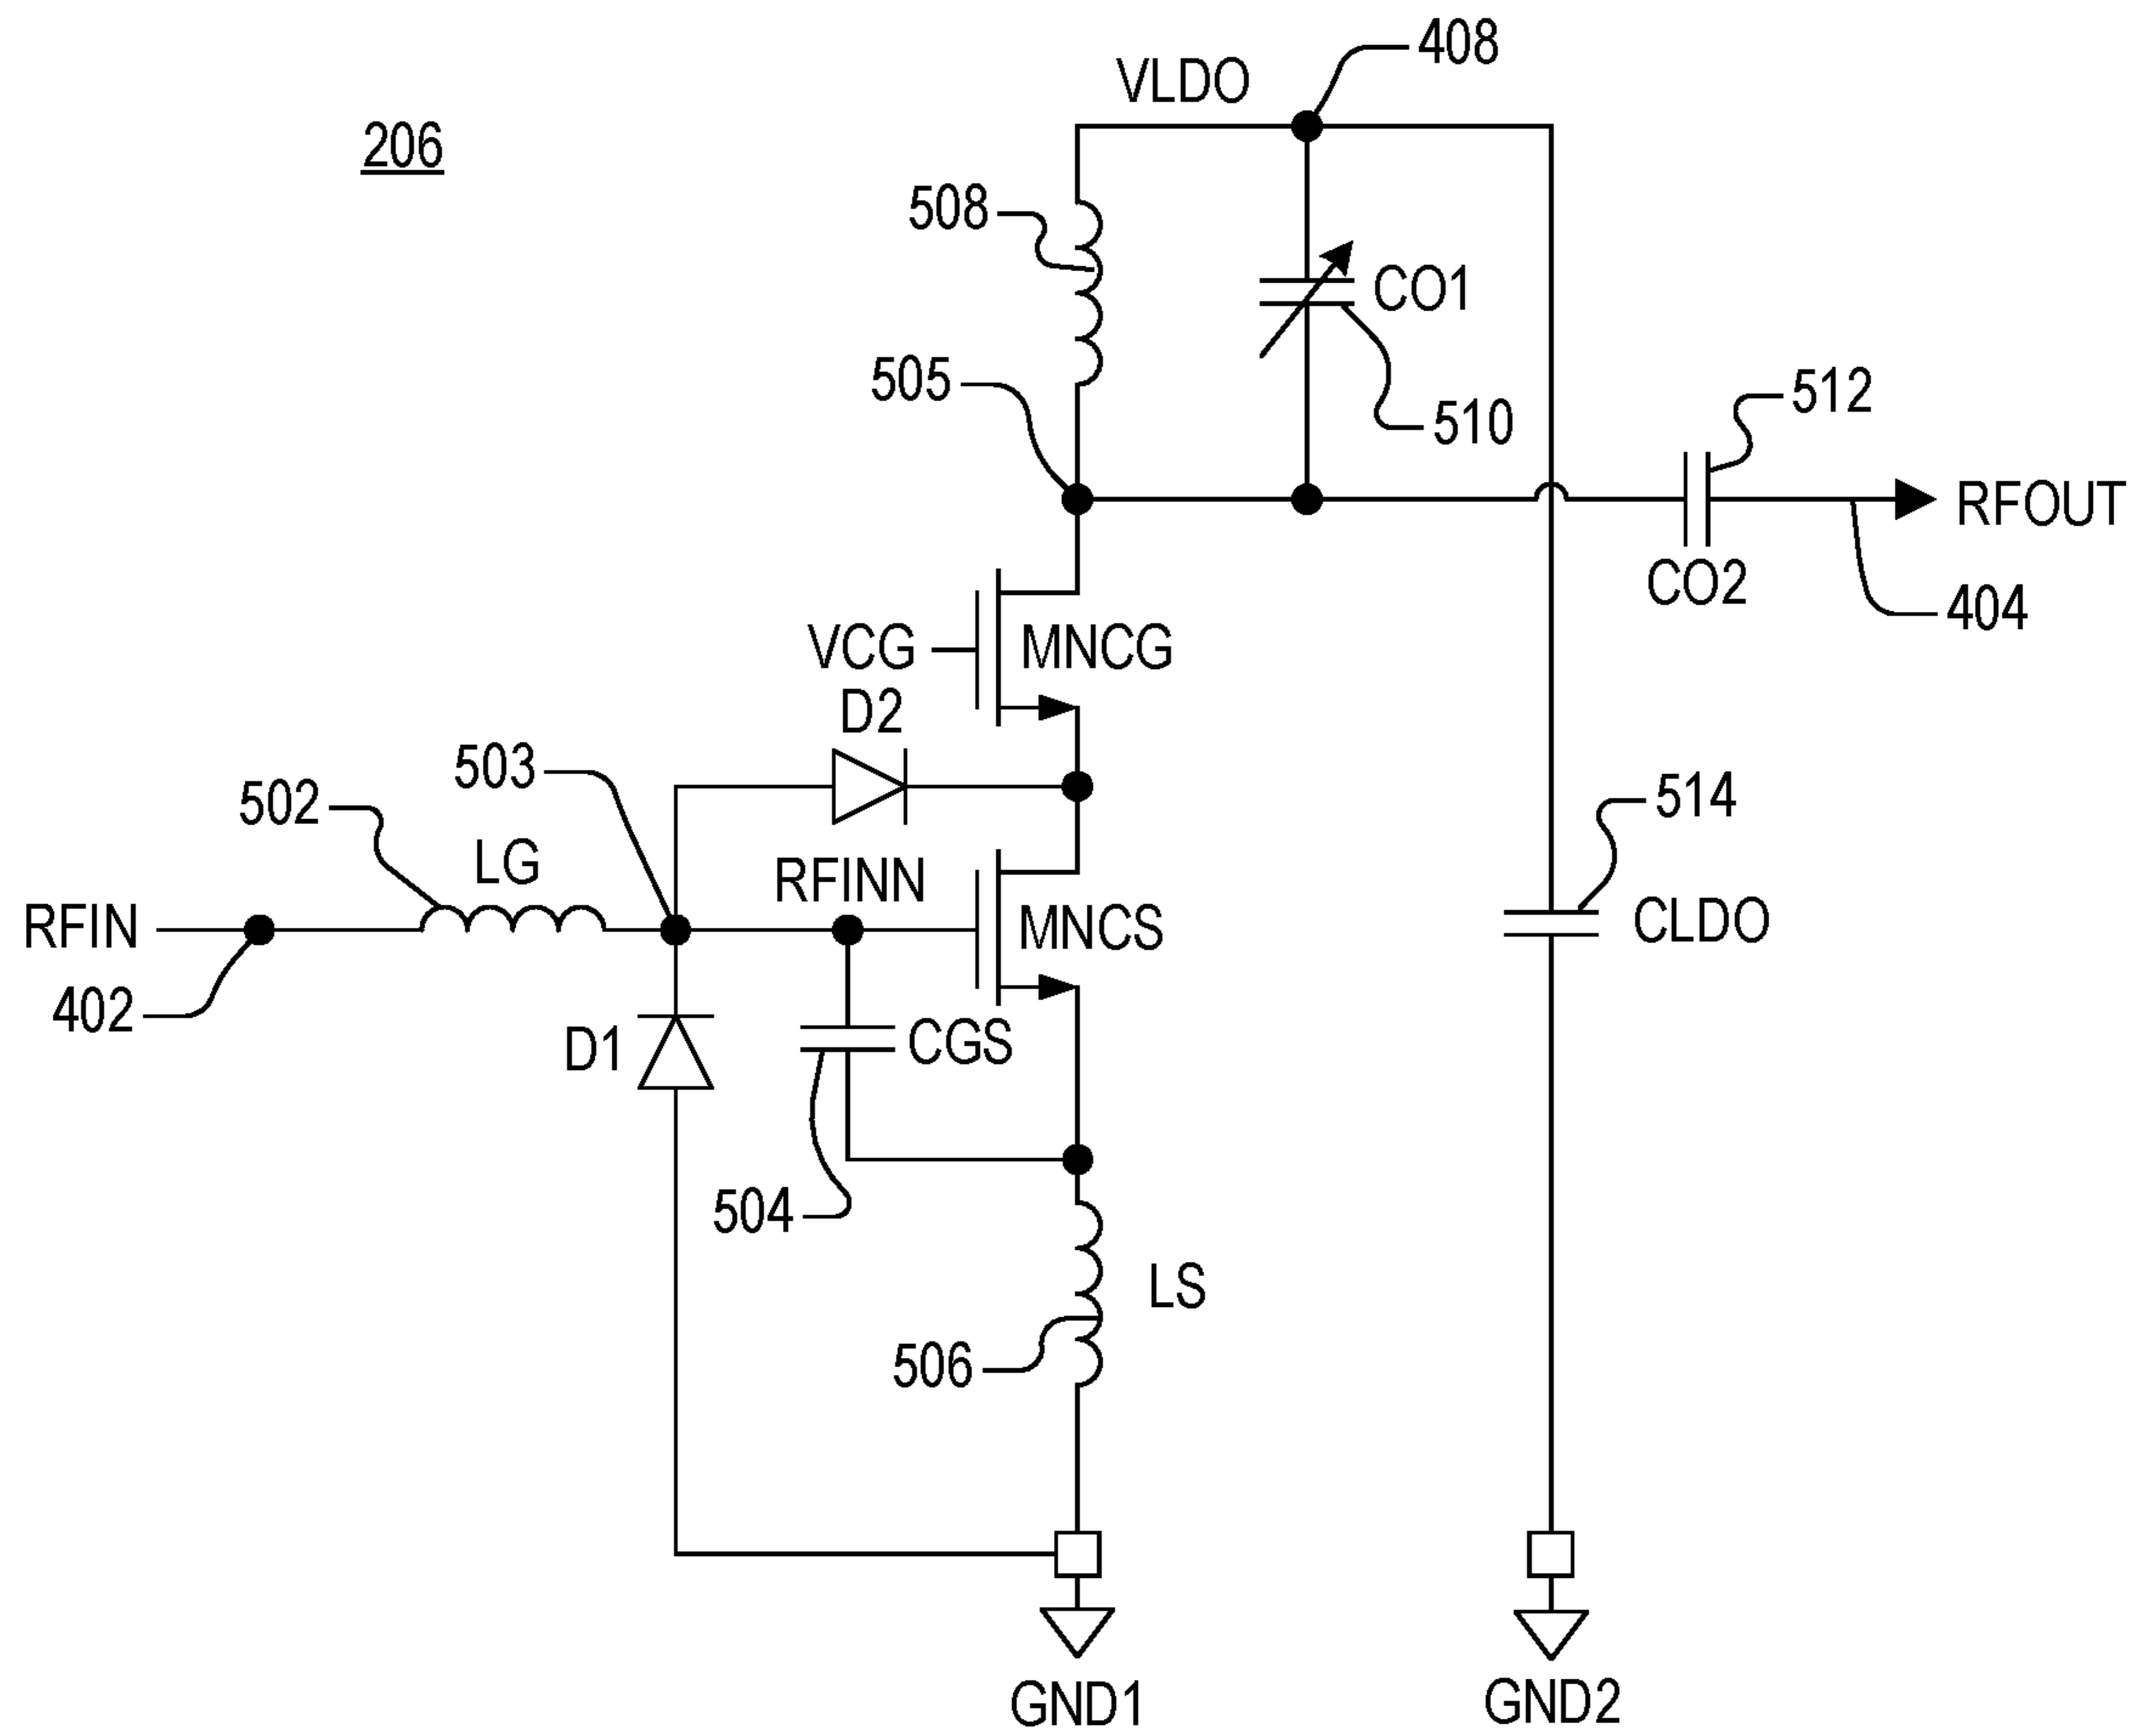 408
VLDO
206
508
CO1
505
512
510
RFOUT
CO2
404
VCG
MNCG
D2
503
502
514
LG
RFINN
RFIN
MNCS
CLDO
402
D1
CGS
504
LS
506
GND1
GND2